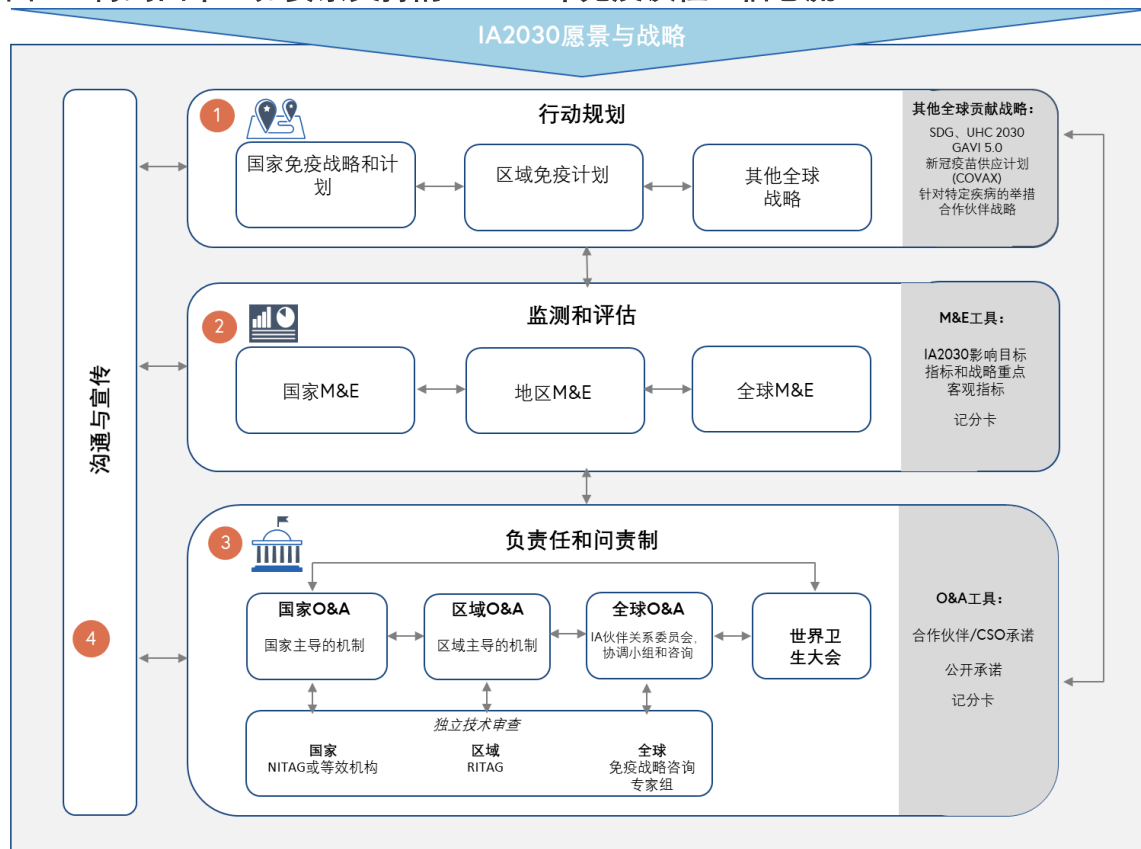 IA2030愿景与战略
沟通与宣传
4
1
行动规划
国家免疫战略和计
划
区域免疫计划
其他全球
战略
其他全球贡献战略:
SDG、UHC 2030
GAVI 5.0
新冠疫苗供应计划
(COVAX)
针对特定疾病的举措
合作伙伴战略
2
监测和评估
国家M&E
地区M&E
全球M&E
M&E工具:
IA2030影响目标
指标和战略重点
客观指标
记分卡
3
负责任和问责制
国家O&A
国家主导的机制
区域O&A
区域主导的机制
全球O&A
IA伙伴关系委员会,
协调小组和咨询
世界卫
生大会
独立技术审查
国家
NITAG或等效机构
区域
RITAG
全球
免疫战略咨询
专家组
O&A工具:
合作伙伴/CSO承诺
公开承诺
记分卡